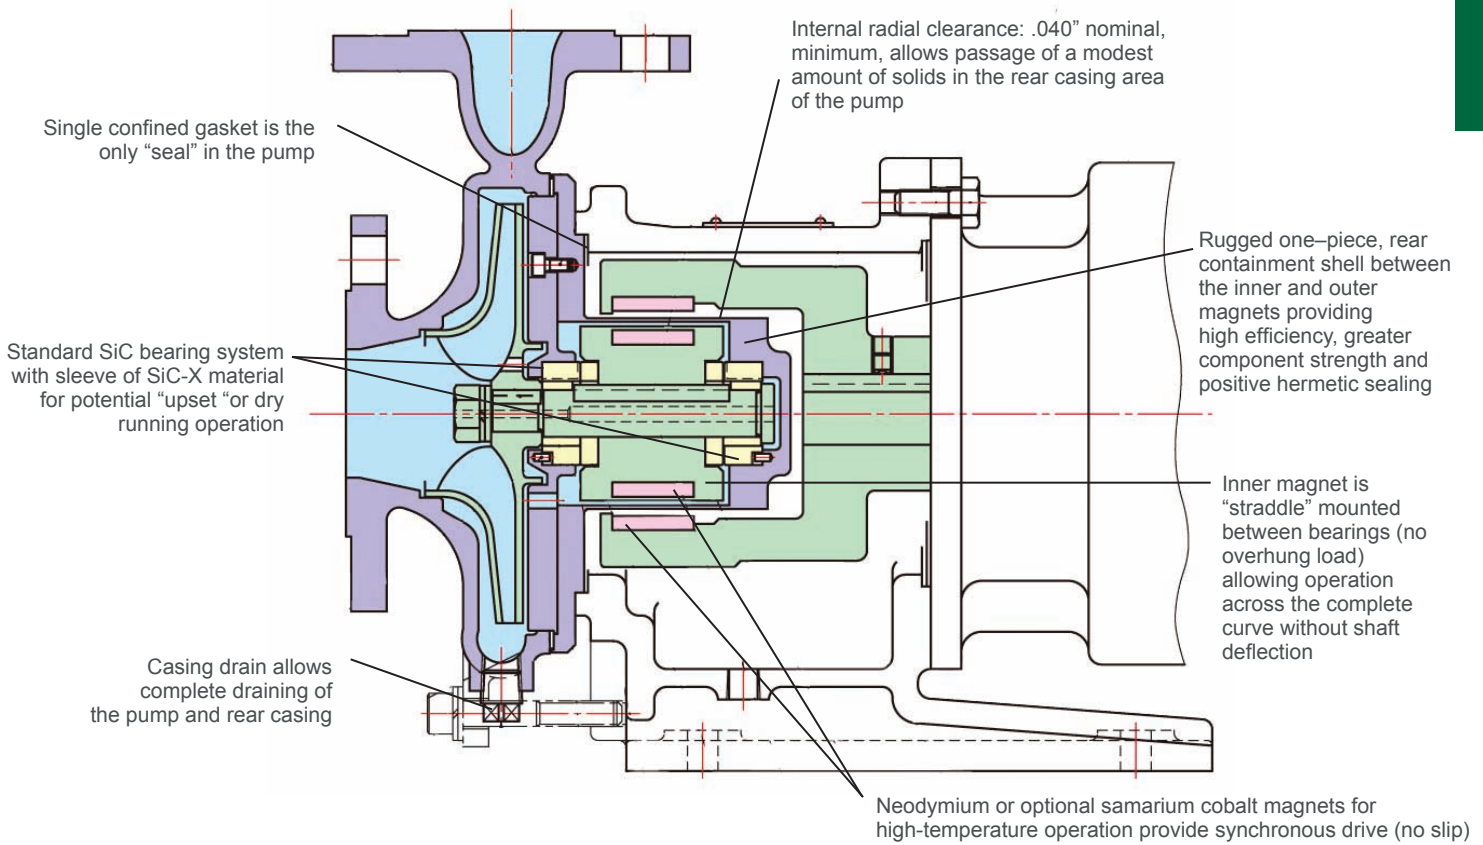 Internal radial clearance: .040” nominal,
minimum, allows passage of a modest
amount of solids in the rear casing area
of the pump
Single confined gasket is the
only “seal” in the pump
Rugged one–piece, rear
containment shell between
the inner and outer
magnets providing
high efficiency, greater
component strength and
positive hermetic sealing
Standard SiC bearing system
with sleeve of SiC-X material
for potential “upset “or dry
running operation
Inner magnet is
“straddle” mounted
between bearings (no
overhung load)
allowing operation
across the complete
curve without shaft
deflection
Casing drain allows
complete draining of
the pump and rear casing
Neodymium or optional samarium cobalt magnets for
high-temperature operation provide synchronous drive (no slip)